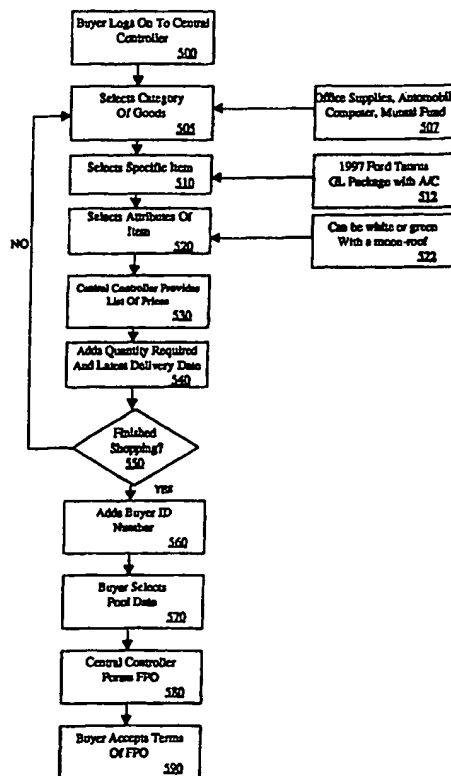 Buyer Logs On To Central
Controller
500
Selects Category
Of Goods
505
Office Supplies, Automobile
Computer, Mutual Fund
507
Selects Specific Item
510
1997 Ford Taurus
GL Package with A/C
512
NO
Selects Attributes Of
Item
520
Can be white or green
With a moon-roof
522
Central Controller Provides
List Of Prices
530
Adds Quantity Required
And Latest Delivery Date
540
Finished
Shopping?
550
YES
Adds Buyer ID
Number
560
Buyer Selects
Pool Date
570
Central Controller
Forms FPO
580
Buyer Accepts Terms
Of FPO
590